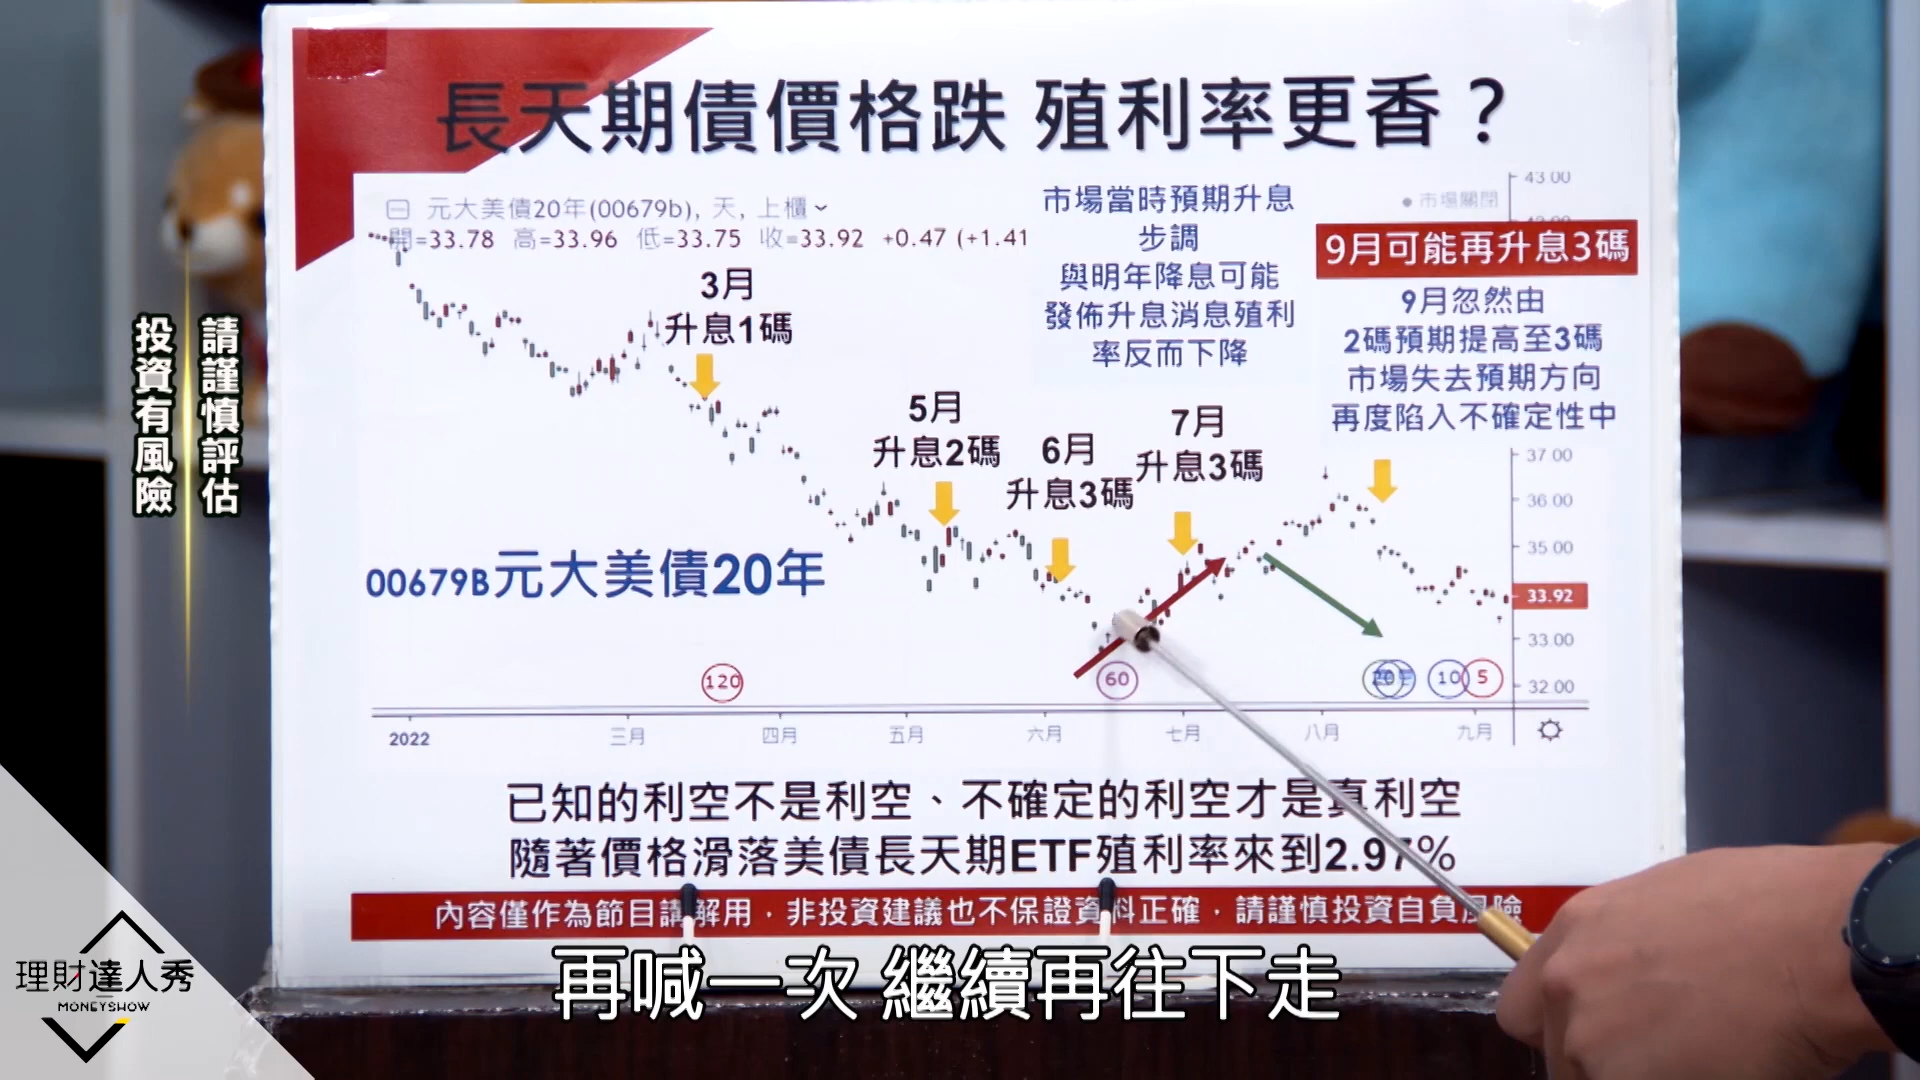 長天期債價格跌 殖利率更香？
元大美債20年(00679b), 天, 上櫃
開=33.78 高=33.96 低=33.75 收=33.92 +0.47 (+1.41
市場關閉
43.00
市場當時預期升息
步調
與明年降息可能
發佈升息消息殖利
率反而下降
9月可能再升息3碼
9月忽然由
2碼預期提高至3碼
市場失去預期方向
再度陷入不確定性中
3月
升息1碼
5月
升息2碼
6月
升息3碼
7月
升息3碼
37.00
36.00
35.00
33.92
33.00
32.00
00679B元大美債20年
120
60
10
5
2022 三月 四月 五月 六月 七月 八月 九月
已知的利空不是利空、不確定的利空才是真利空
隨著價格滑落美債長天期ETF殖利率來到2.97%
內容僅作為節目講解用．非投資建議也不保證資料正確．請謹慎投資自負風險
請謹慎評估
投資有風險
理財達人秀
MONEYSHOW
再喊一次 繼續再往下走